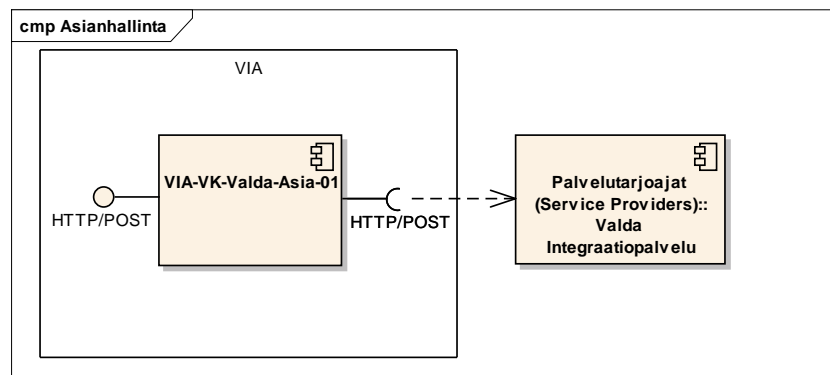 cmp Asianhallinta
VIA
VIA-VK-Valda-Asia-01
HTTP/POST
HTTP/POST
Palvelutarjoajat
(Service Providers)::
Valda
Integraatiopalvelu